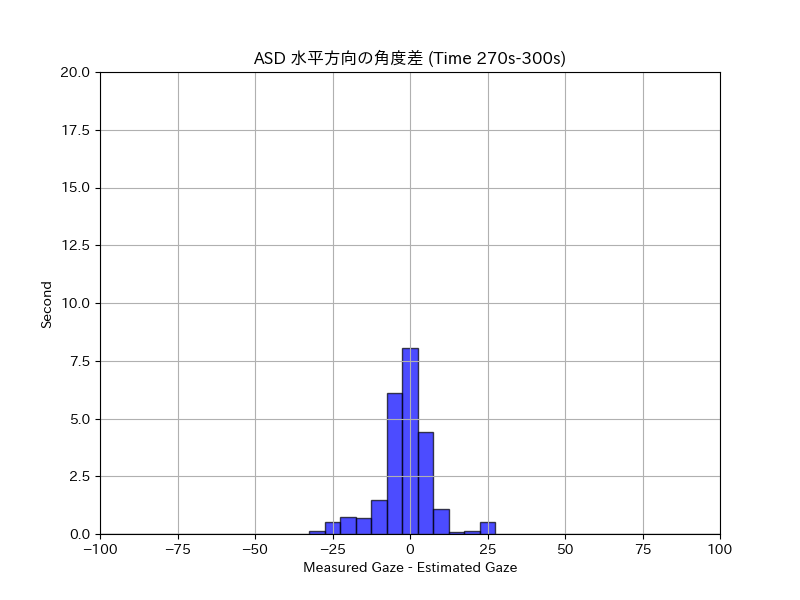 ASD 水平方向の角度差 (Time 270s-300s)
20.0
17.5
15.0
12.5
10.0
7.5
5.0
2.5
0.0
Second
−100 −75 −50 −25 0 25 50 75 100
Measured Gaze - Estimated Gaze